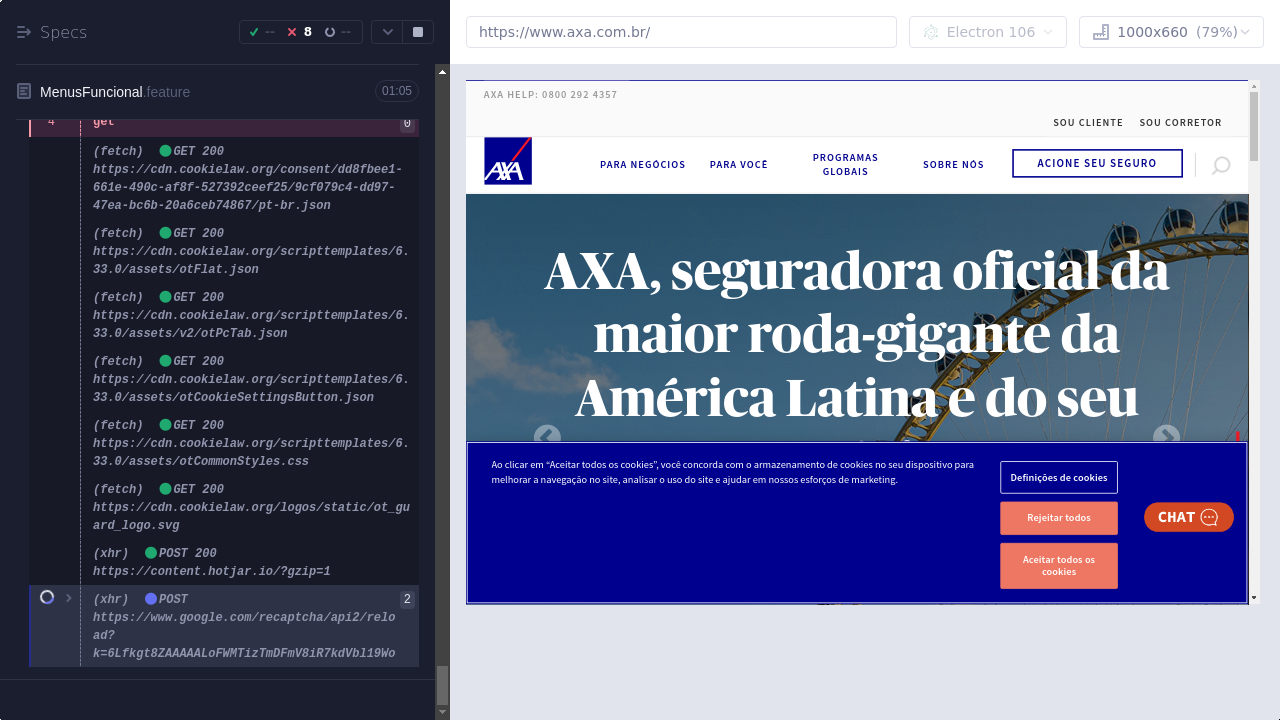 Specs
--
8
--
MenusFuncional.feature
01:05
4 get 0
(fetch) GET 200
https://cdn.cookielaw.org/consent/dd8fbee1-
661e-4ecc-af8f-527392ceef25/9cf079c4-dd97-
47ea-bc6b-20a6ceb74867/pt-br.json
(fetch) GET 200
https://cdn.cookielaw.org/scripttemplates/6.
33.0/assets/otFlat.json
(fetch) GET 200
https://cdn.cookielaw.org/scripttemplates/6.
33.0/assets/v2/otPcTab.json
(fetch) GET 200
https://cdn.cookielaw.org/scripttemplates/6.
33.0/assets/otCookieSettingsButton.json
(fetch) GET 200
https://cdn.cookielaw.org/scripttemplates/6.
33.0/assets/otCommonStyles.css
(fetch) GET 200
https://cdn.cookielaw.org/logos/static/ot_gu
ard_logo.svg
(xhr) POST 200
https://content.hotjar.io/?gzip=1
(xhr) POST 2
https://www.google.com/recaptcha/api2/relo
ad?
k=6Lfkgt8ZAAAAALoFWMTizTmDFmV8iR7kdVbl19Wo
https://www.axa.com.br/
Electron 106
1000x660 (79%)
AXA HELP: 0800 292 4357
SOU CLIENTE SOU CORRETOR
AXA
PARA NEGÓCIOS
PARA VOCÊ
PROGRAMAS
GLOBAIS
SOBRE NÓS
ACIONE SEU SEGURO
AXA, seguradora oficial da
maior roda-gigante da
América Latina e do seu
Ao clicar em “Aceitar todos os cookies”, você concorda com o armazenamento de cookies no seu dispositivo para
melhorar a navegação no site, analisar o uso do site e ajudar em nossos esforços de marketing.
Definições de cookies
Rejeitar todos
Aceitar todos os
cookies
CHAT